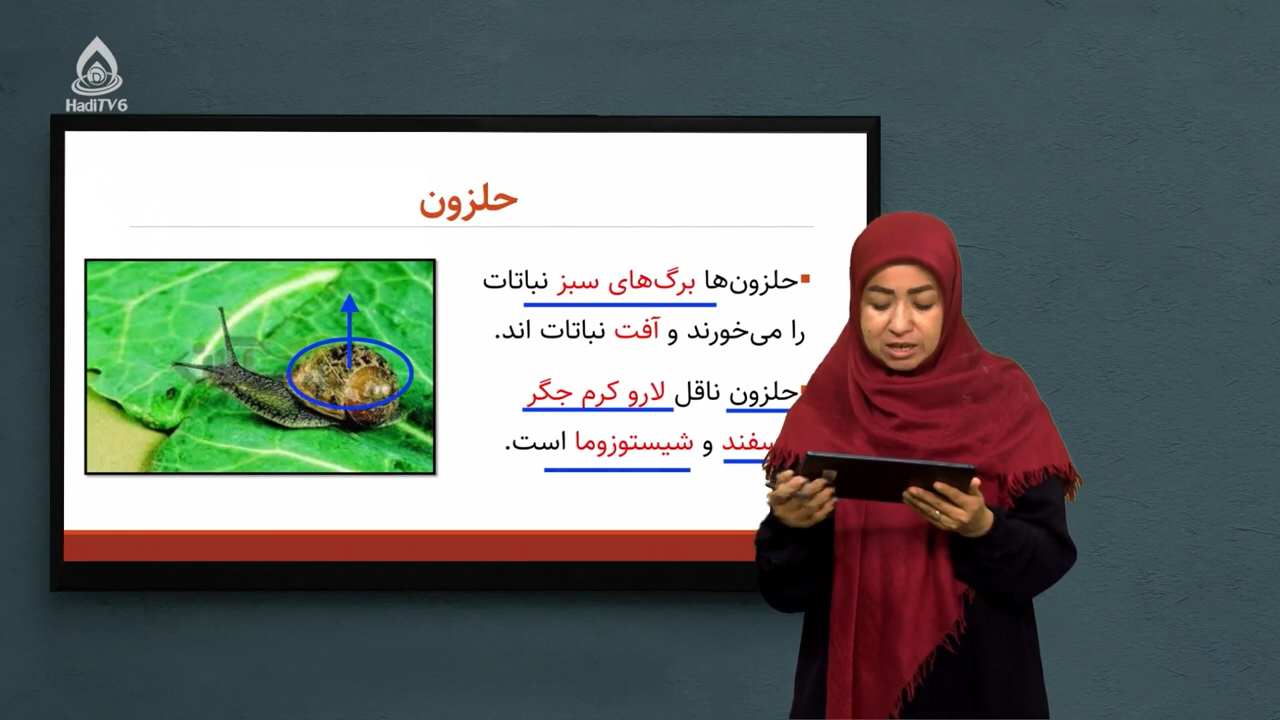 HadiTV6
حلزون
حلزون‌ها برگ‌های سبز نباتات
را می‌خورند و آفت نباتات اند.
حلزون ناقل لارو کرم جگر
و شیستوزوما است.